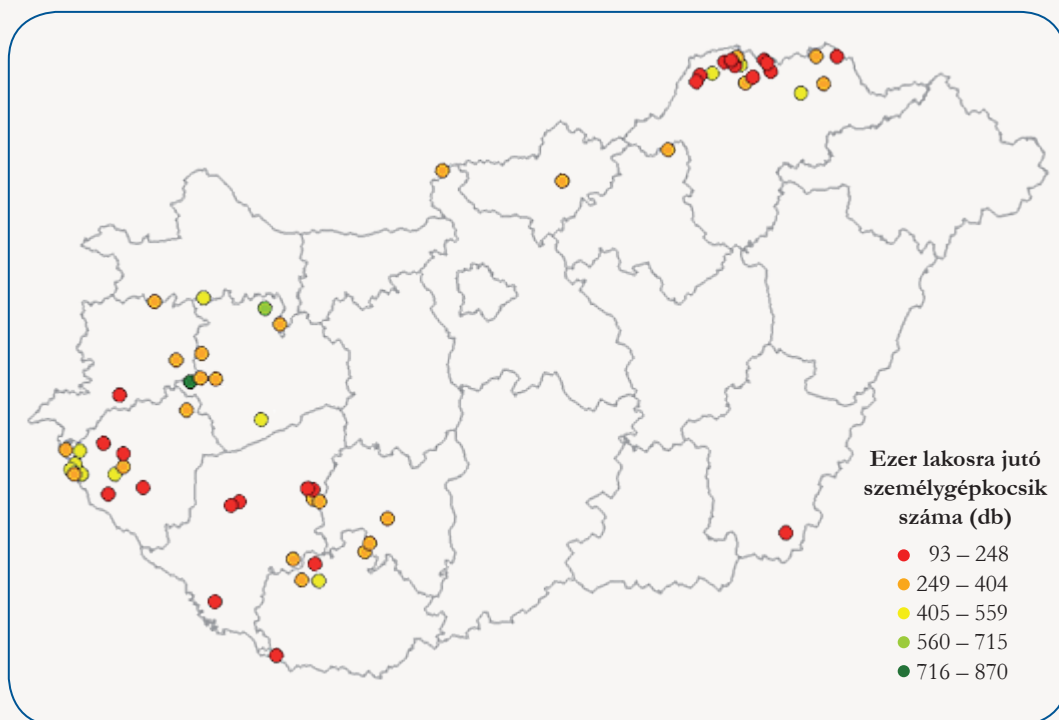 Ezer lakosra jutó
személygépkocsik
száma (db)
93 – 248
249 – 404
405 – 559
560 – 715
716 – 870